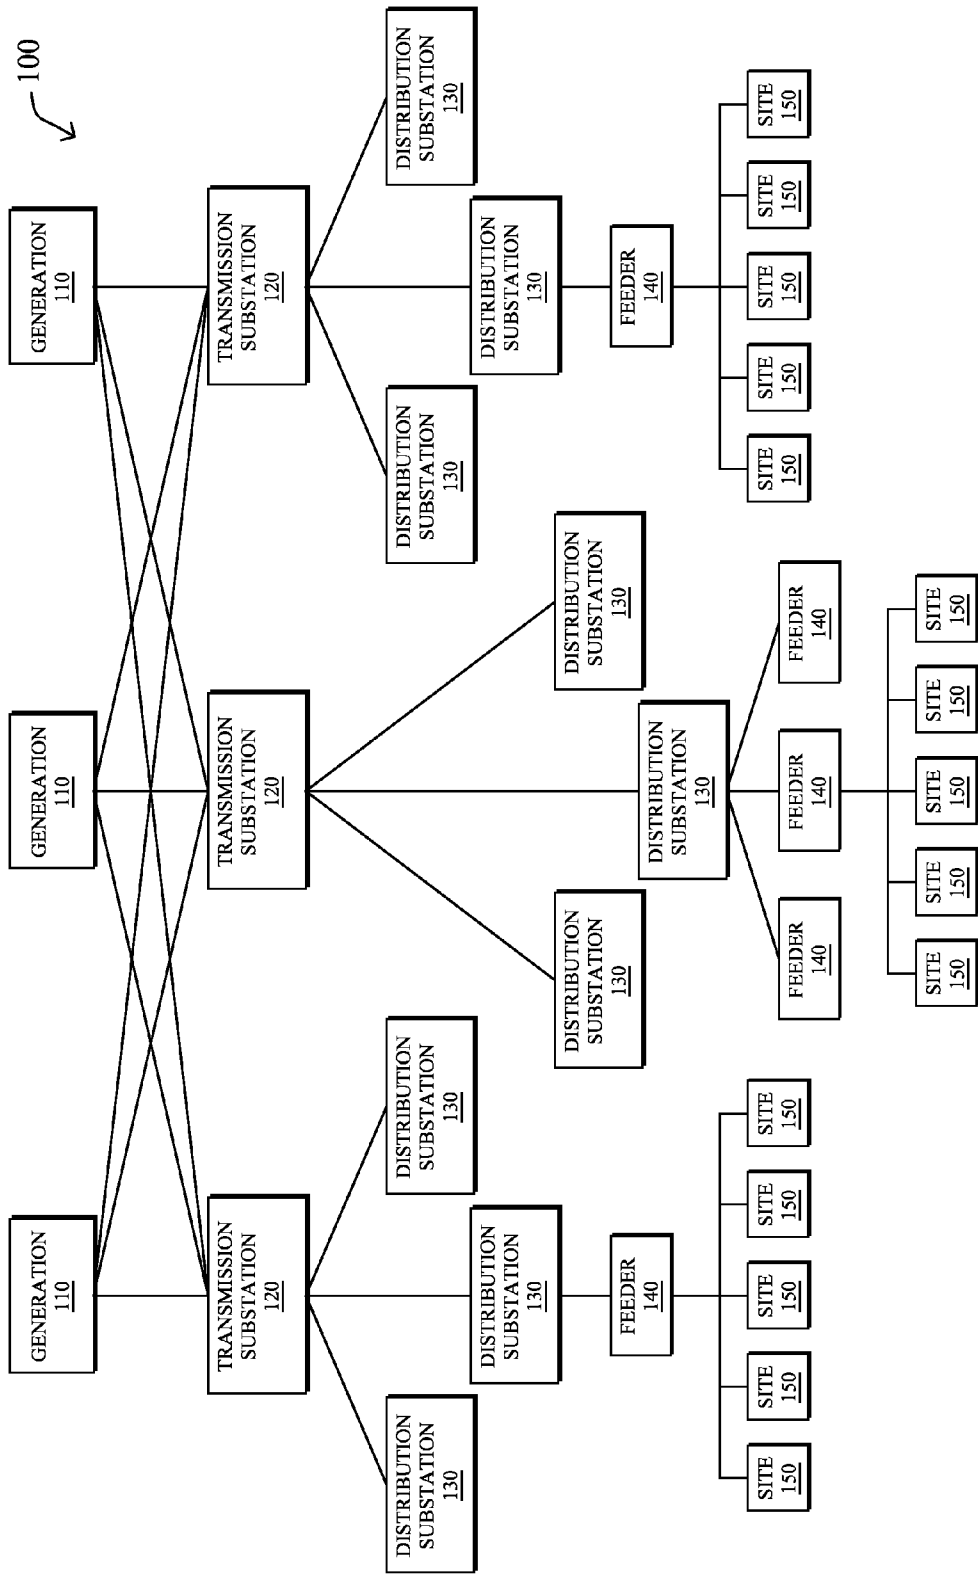 100
GENERATION
110
GENERATION
110
GENERATION
110
TRANSMISSION
SUBSTATION
120
TRANSMISSION
SUBSTATION
120
TRANSMISSION
SUBSTATION
120
DISTRIBUTION
SUBSTATION
130
DISTRIBUTION
SUBSTATION
130
DISTRIBUTION
SUBSTATION
130
DISTRIBUTION
SUBSTATION
130
DISTRIBUTION
SUBSTATION
130
DISTRIBUTION
SUBSTATION
130
DISTRIBUTION
SUBSTATION
130
DISTRIBUTION
SUBSTATION
130
FEEDER
140
FEEDER
140
DISTRIBUTION
SUBSTATION
130
SITE
150
SITE
150
SITE
150
SITE
150
SITE
150
SITE
150
SITE
150
SITE
150
SITE
150
SITE
150
FEEDER
140
FEEDER
140
FEEDER
140
SITE
150
SITE
150
SITE
150
SITE
150
SITE
150